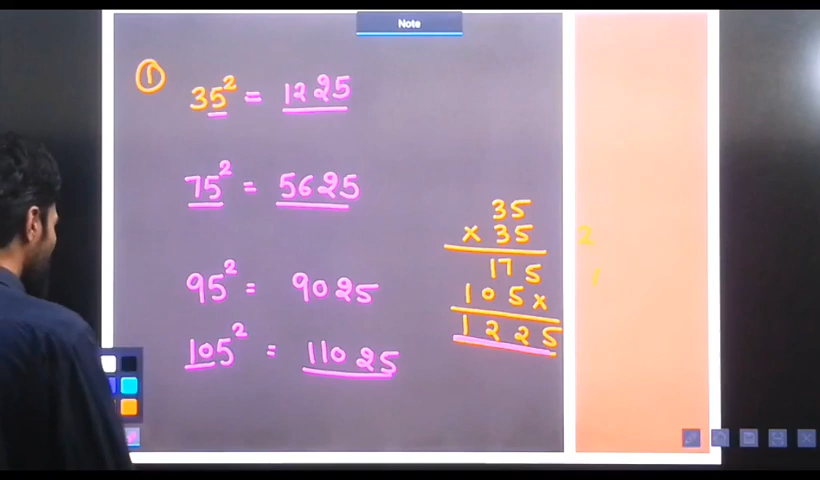 Note
①
35² = 1225
75² = 5625
95² = 9025
105² = 11025
35
× 35
175
105×
1225
2
1